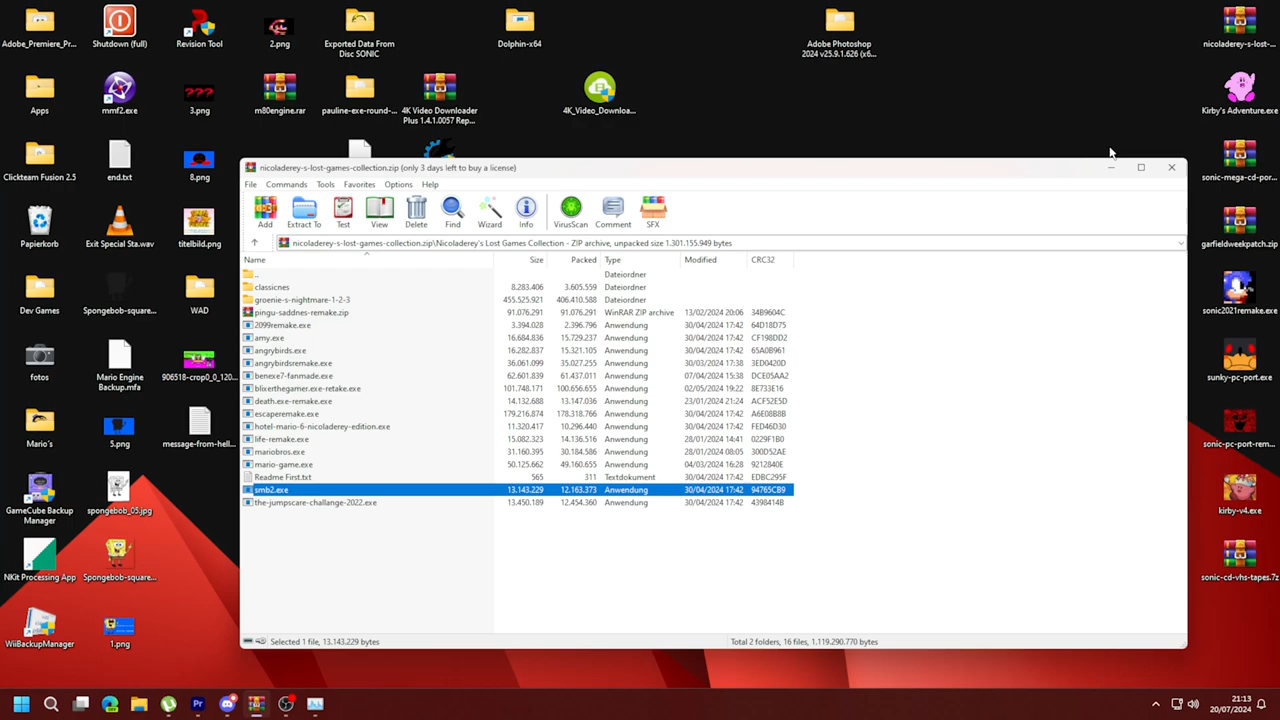 Adobe_Premiere_Pr...
Shutdown (full)
Revision Tool
2.png
Exported Data From
Disc SONIC
Dolphin-x64
Adobe Photoshop
2024 v25.9.1.626 (x6...
nicoladerey-s-lost-...
Apps
mmf2.exe
3.png
m80engine.rar
pauline-exe-round-...
4K Video Downloader
Plus 1.4.1.0057 Rep...
4K_Video_Downloa...
Kirby's Adventure.exe
Clickteam Fusion 2.5
end.txt
8.png
sonic-mega-cd-por...
Papierkorb
Exit Special Sta.wav
titelbild.png
garfieldweekpatch.zip
Dev Games
Spongebob-square...
WAD
sonic2021remake.exe
fotos
Mario Engine
Backup.mfa
906518-crop0_0_120...
sunky-pc-port.exe
Mario's
5.png
message-from-hell...
sonic-pc-port-rem...
GameCube Backup
Manager
spongebob_05.jpg
kirby-v4.exe
NKit Processing App
Spongebob-square...
sonic-cd-vhs-tapes.7z
WiiBackupManager
1.png
nicoladerey-s-lost-games-collection.zip (only 3 days left to buy a license)
File Commands Tools Favorites Options Help
Add Extract To Test View Delete Find Wizard Info VirusScan Comment SFX
nicoladerey-s-lost-games-collection.zip\Nicoladerey's Lost Games Collection - ZIP archive, unpacked size 1.301.155.949 bytes
Name Size Packed Type Modified CRC32
.. Dateiordner
classicnes 8.283.406 3.605.559 Dateiordner
groenie-s-nightmare-1-2-3 455.525.921 406.410.588 Dateiordner
pingu-saddnes-remake.zip 91.076.291 91.076.291 WinRAR ZIP archive 13/02/2024 20:06 34B9604C
2099remake.exe 3.394.028 2.396.796 Anwendung 30/04/2024 17:42 64D18D75
amy.exe 16.684.836 15.729.237 Anwendung 30/04/2024 17:42 CF198DD2
angrybirds.exe 16.282.837 15.321.105 Anwendung 30/04/2024 17:42 65A0B961
angrybirdsremake.exe 36.061.099 35.027.255 Anwendung 30/03/2024 17:38 3ED0420D
benexe7-fanmade.exe 62.601.839 61.437.011 Anwendung 07/04/2024 15:38 DCE05AA2
blixerthegamer.exe-retake.exe 101.748.171 100.656.655 Anwendung 02/05/2024 19:22 8E733E16
death.exe-remake.exe 14.132.688 13.147.036 Anwendung 23/01/2024 21:24 ACF52E5D
escaperemake.exe 179.216.874 178.318.766 Anwendung 30/04/2024 17:42 A6E08B8B
hotel-mario-6-nicoladerey-edition.exe 11.320.417 10.296.440 Anwendung 30/04/2024 17:42 FED46D30
life-remake.exe 15.082.323 14.136.516 Anwendung 28/01/2024 14:41 0229F1B0
mariobros.exe 31.160.395 30.184.586 Anwendung 28/01/2024 08:05 300D52AE
mario-game.exe 50.125.662 49.160.655 Anwendung 04/03/2024 16:28 9212840E
Readme First.txt 565 311 Textdokument 30/04/2024 17:42 EDBC295F
smb2.exe 13.143.229 12.163.373 Anwendung 30/04/2024 17:42 94765CB9
the-jumpscare-challange-2022.exe 13.450.189 12.454.360 Anwendung 30/04/2024 17:42 4398414B
Selected 1 file, 13.143.229 bytes
Total 2 folders, 16 files, 1.119.290.770 bytes
21:13
20/07/2024